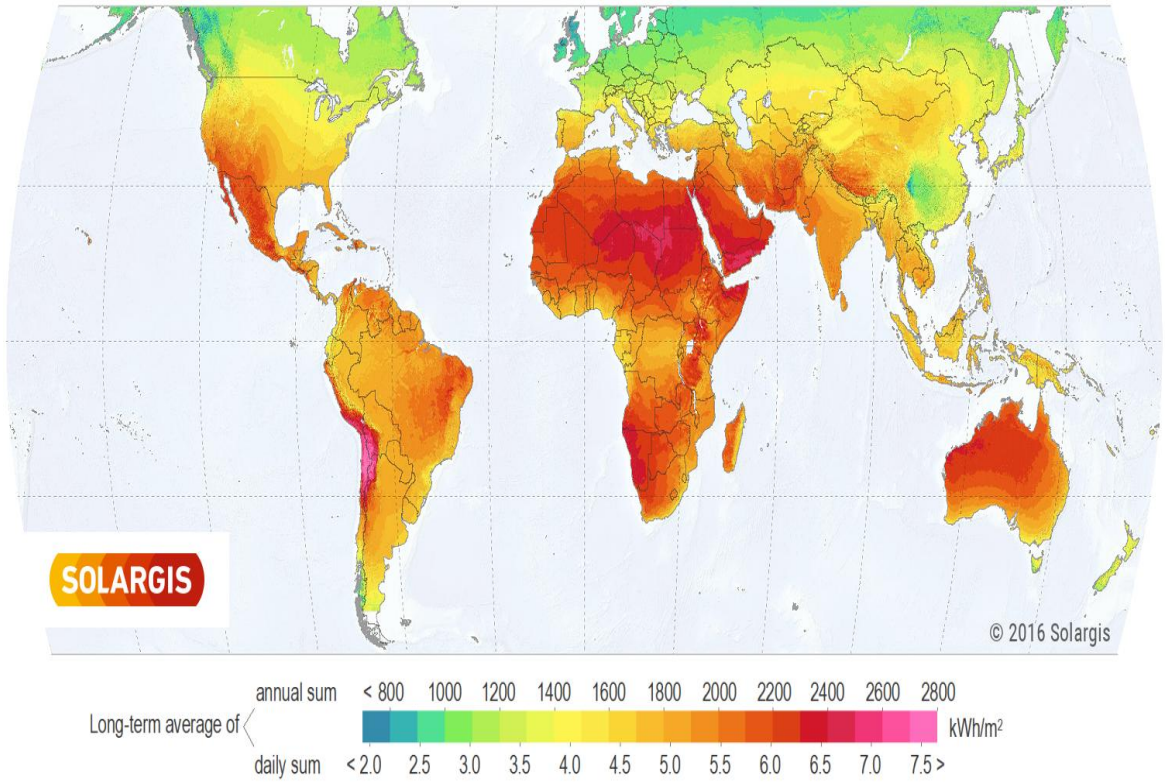 SOLARGIS
© 2016 Solargis
annual sum < 800 1000 1200 1400 1600 1800 2000 2200 2400 2600 2800
Long-term average of kWh/m²
daily sum < 2.0 2.5 3.0 3.5 4.0 4.5 5.0 5.5 6.0 6.5 7.0 7.5 >